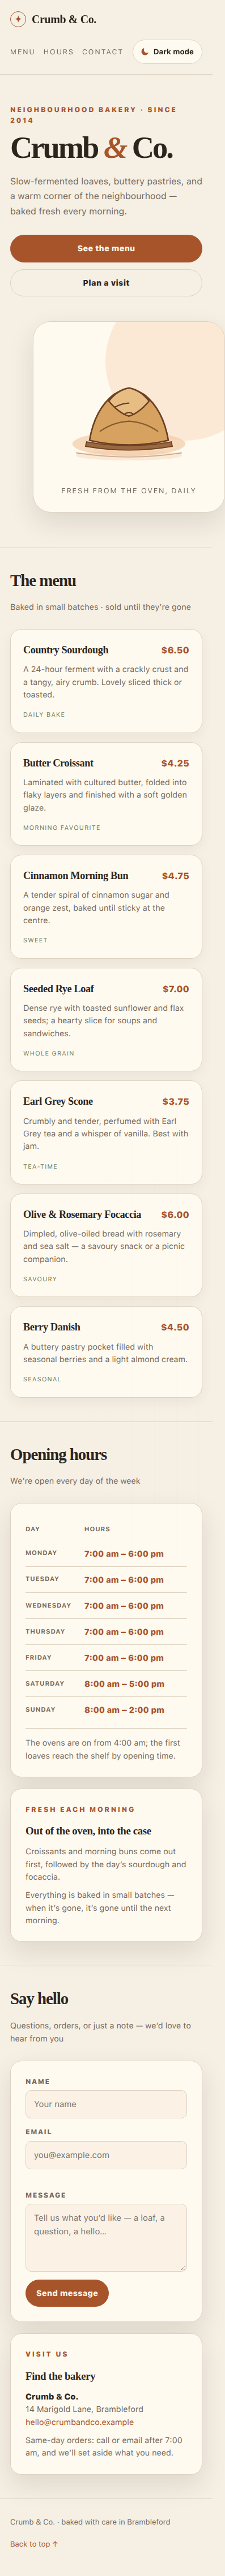 Crumb & Co.
MENU HOURS CONTACT Dark mode
NEIGHBOURHOOD BAKERY · SINCE
2014
Crumb & Co.
Slow-fermented loaves, buttery pastries, and
a warm corner of the neighbourhood —
baked fresh every morning.
See the menu
Plan a visit
FRESH FROM THE OVEN, DAILY
The menu
Baked in small batches · sold until they're gone
Country Sourdough $6.50
A 24-hour ferment with a crackly crust and
a tangy, airy crumb. Lovely sliced thick or
toasted.
DAILY BAKE
Butter Croissant $4.25
Laminated with cultured butter, folded into
flaky layers and finished with a soft golden
glaze.
MORNING FAVOURITE
Cinnamon Morning Bun $4.75
A tender spiral of cinnamon sugar and
orange zest, baked until sticky at the
centre.
SWEET
Seeded Rye Loaf $7.00
Dense rye with toasted sunflower and flax
seeds; a hearty slice for soups and
sandwiches.
WHOLE GRAIN
Earl Grey Scone $3.75
Crumbly and tender, perfumed with Earl
Grey tea and a whisper of vanilla. Best with
jam.
TEA-TIME
Olive & Rosemary Focaccia $6.00
Dimpled, olive-oiled bread with rosemary
and sea salt — a savoury snack or a picnic
companion.
SAVOURY
Berry Danish $4.50
A buttery pastry pocket filled with
seasonal berries and a light almond cream.
SEASONAL
Opening hours
We're open every day of the week
DAY HOURS
MONDAY 7:00 am – 6:00 pm
TUESDAY 7:00 am – 6:00 pm
WEDNESDAY 7:00 am – 6:00 pm
THURSDAY 7:00 am – 6:00 pm
FRIDAY 7:00 am – 6:00 pm
SATURDAY 8:00 am – 5:00 pm
SUNDAY 8:00 am – 2:00 pm
The ovens are on from 4:00 am; the first
loaves reach the shelf by opening time.
FRESH EACH MORNING
Out of the oven, into the case
Croissants and morning buns come out
first, followed by the day's sourdough and
focaccia.
Everything is baked in small batches —
when it's gone, it's gone until the next
morning.
Say hello
Questions, orders, or just a note — we'd love to
hear from you
NAME
Your name
EMAIL
you@example.com
MESSAGE
Tell us what you'd like — a loaf, a
question, a hello...
Send message
VISIT US
Find the bakery
Crumb & Co.
14 Marigold Lane, Brambleford
hello@crumbandco.example
Same-day orders: call or email after 7:00
am, and we'll set aside what you need.
Crumb & Co. · baked with care in Brambleford
Back to top ↑